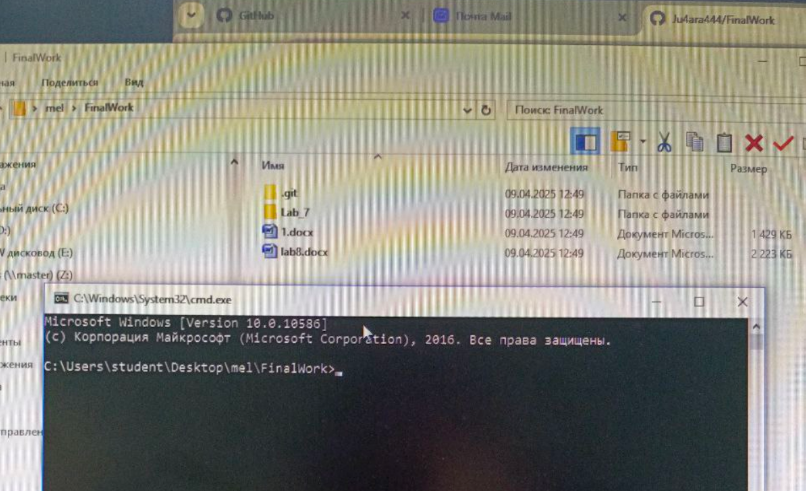 GitHub
Почта Mail
Ju4ara444/FinalWork
FinalWork
ная Поделиться Вид
mel > FinalWork
Поиск: FinalWork
Имя Дата изменения Тип Размер
.git 09.04.2025 12:49 Папка с файлами
Lab_7 09.04.2025 12:49 Папка с файлами
1.docx 09.04.2025 12:49 Документ Micros... 1 429 КБ
lab8.docx 09.04.2025 12:49 Документ Micros... 2 223 КБ
ажения
а
ный диск (C:)
D:)
V дисковод (E:)
(\\master) (Z:)
еки
енты
ажения
правлен
C:\Windows\System32\cmd.exe
Microsoft Windows [Version 10.0.10586]
(c) Корпорация Майкрософт (Microsoft Corporation), 2016. Все права защищены.
C:\Users\student\Desktop\mel\FinalWork>